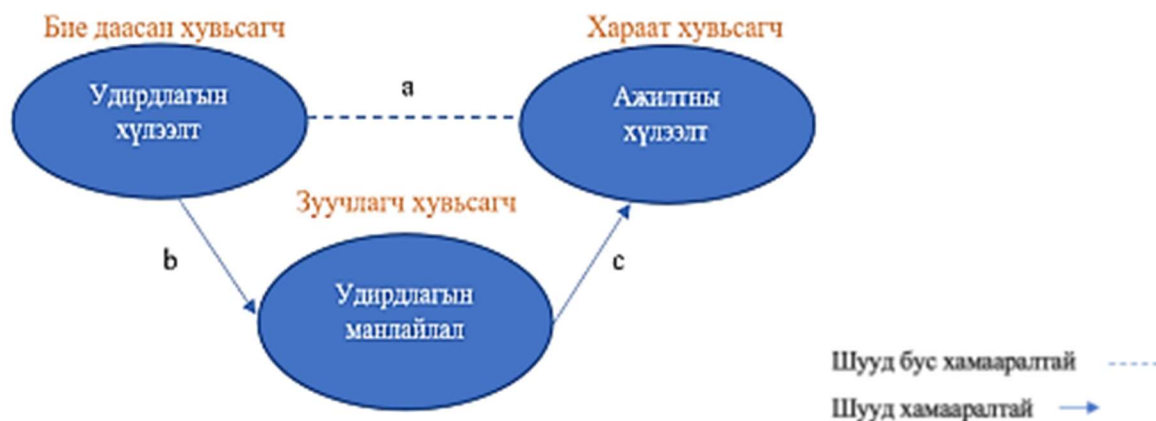 Бие даасан хувьсагч
Хараат хувьсагч
Удирдлагын
хүлээлт
a
Ажилтны
хүлээлт
Зуучлагч хувьсагч
b
c
Удирдлагын
манлайлал
Шууд бус хамааралтай
Шууд хамааралтай